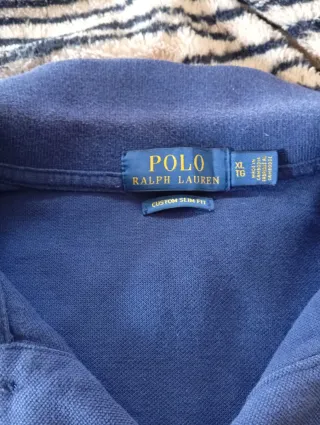 POLO
RALPH LAUREN
XL
TG
CUSTOM SLIM FIT